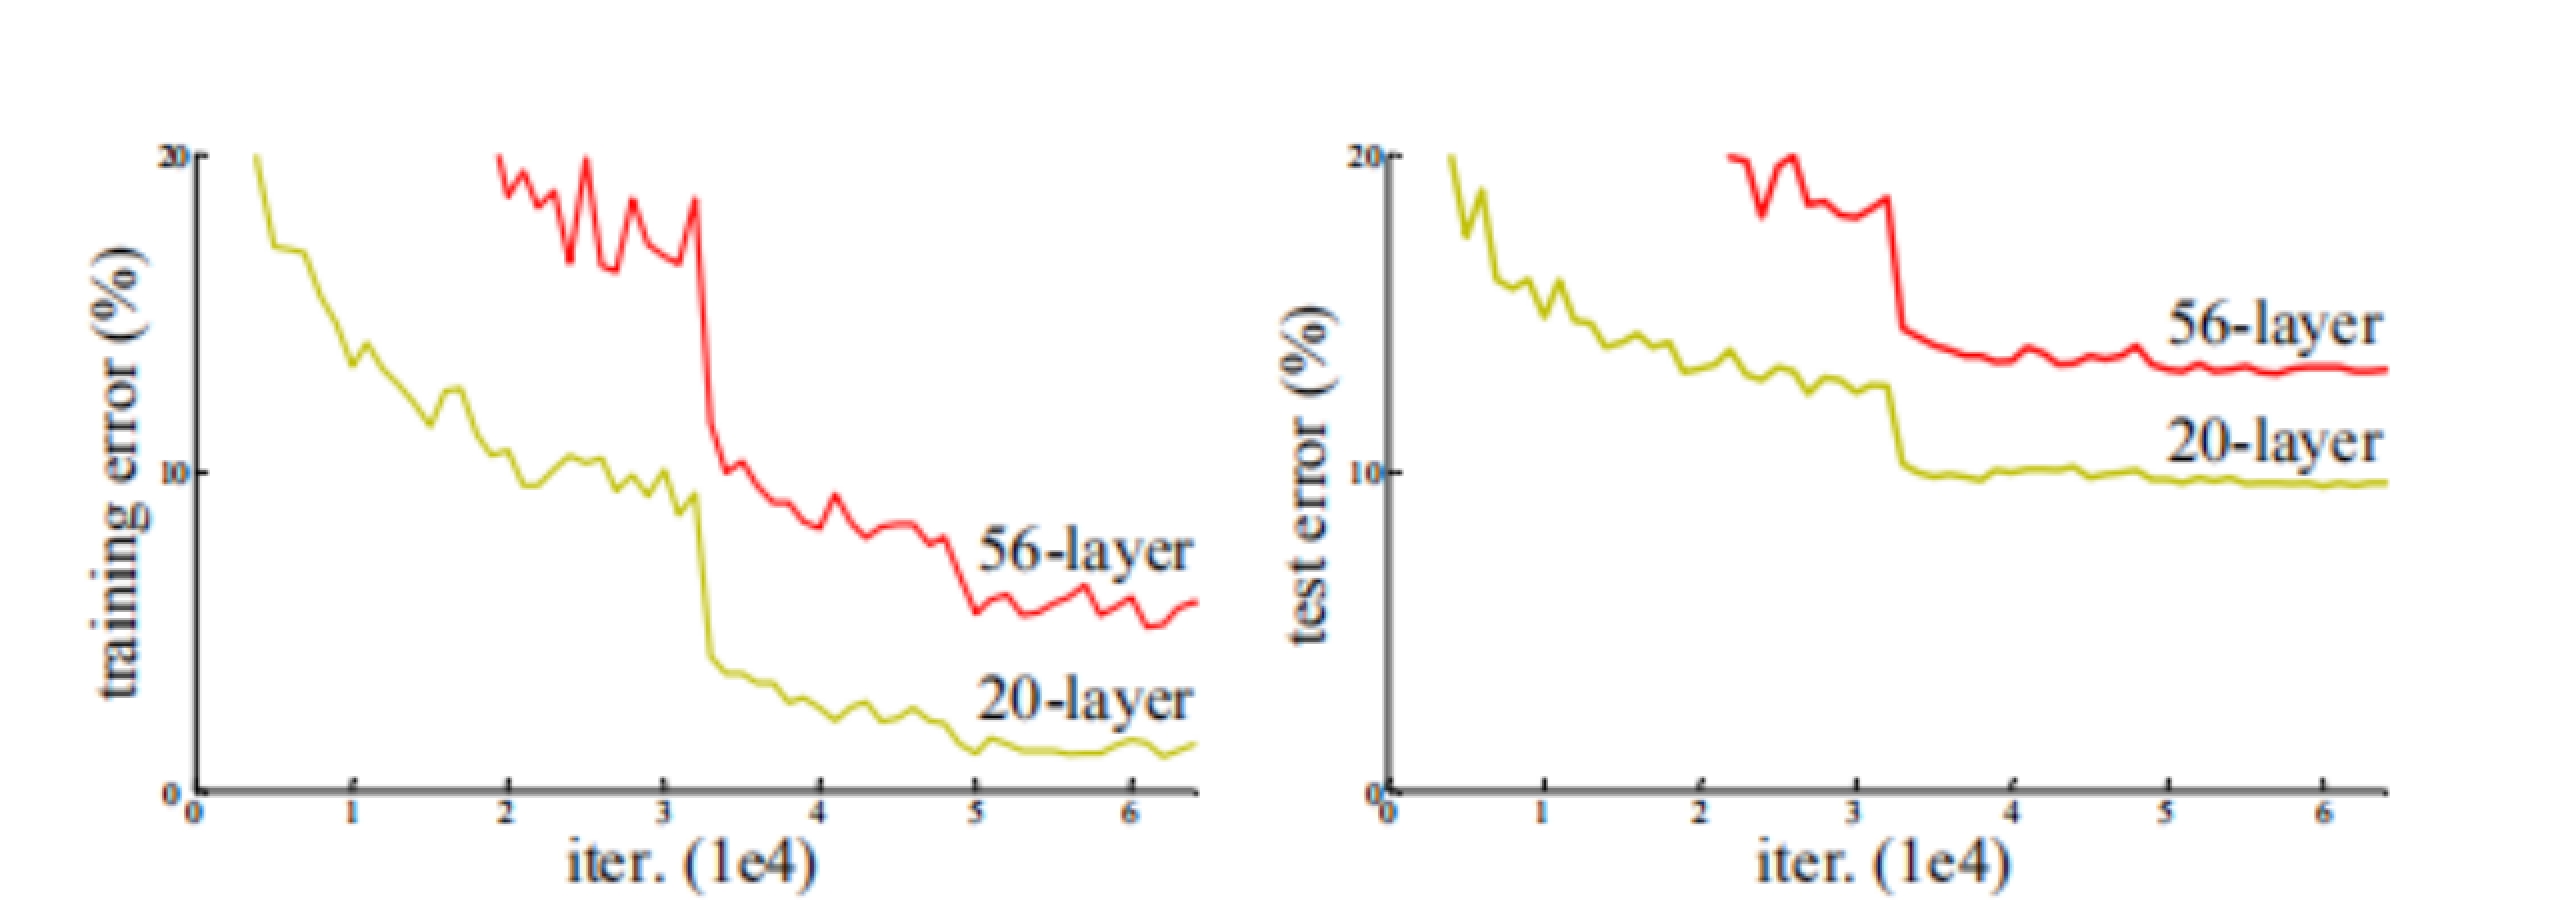 20
10
0
training error (%)
56-layer
20-layer
0 1 2 3 4 5 6
iter. (1e4)
20
10
0
test error (%)
56-layer
20-layer
0 1 2 3 4 5 6
iter. (1e4)